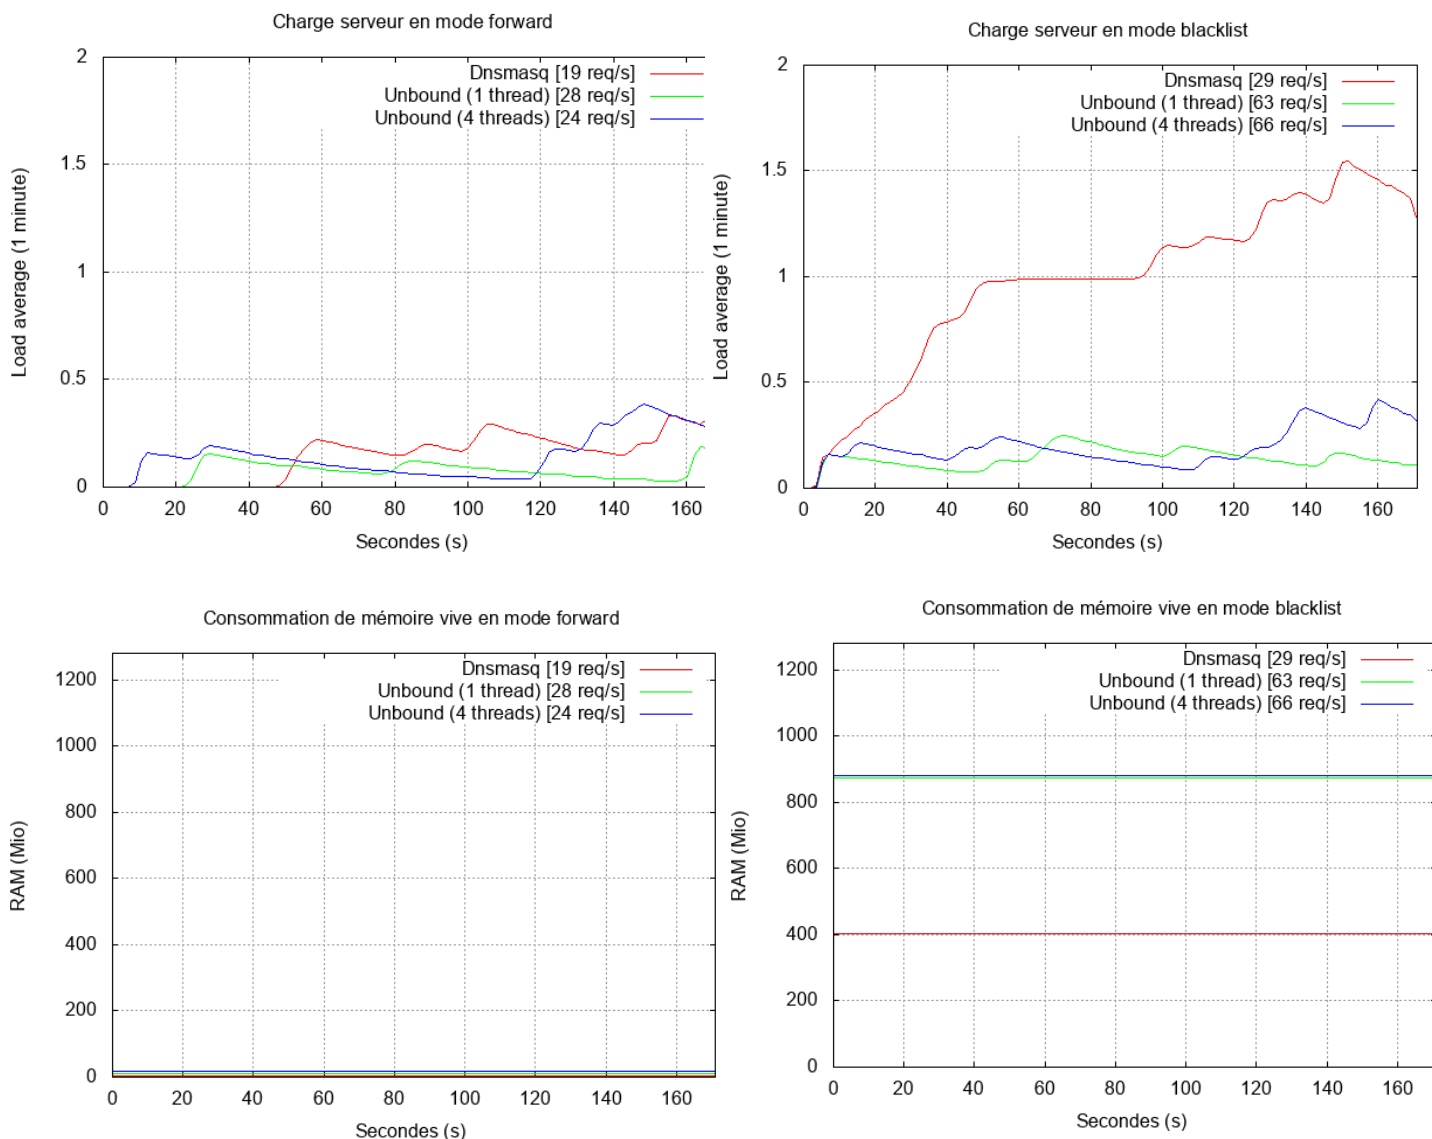 Charge serveur en mode forward
2
1.5
1
0.5
0
Load average (1 minute)
Dnsmasq [19 req/s]
Unbound (1 thread) [28 req/s]
Unbound (4 threads) [24 req/s]
0 20 40 60 80 100 120 140 160
Secondes (s)
Charge serveur en mode blacklist
2
1.5
1
0.5
0
Load average (1 minute)
Dnsmasq [29 req/s]
Unbound (1 thread) [63 req/s]
Unbound (4 threads) [66 req/s]
0 20 40 60 80 100 120 140 160
Secondes (s)
Consommation de mémoire vive en mode forward
1200
1000
800
600
400
200
0
RAM (Mio)
Dnsmasq [19 req/s]
Unbound (1 thread) [28 req/s]
Unbound (4 threads) [24 req/s]
0 20 40 60 80 100 120 140 160
Secondes (s)
Consommation de mémoire vive en mode blacklist
1200
1000
800
600
400
200
0
RAM (Mio)
Dnsmasq [29 req/s]
Unbound (1 thread) [63 req/s]
Unbound (4 threads) [66 req/s]
0 20 40 60 80 100 120 140 160
Secondes (s)